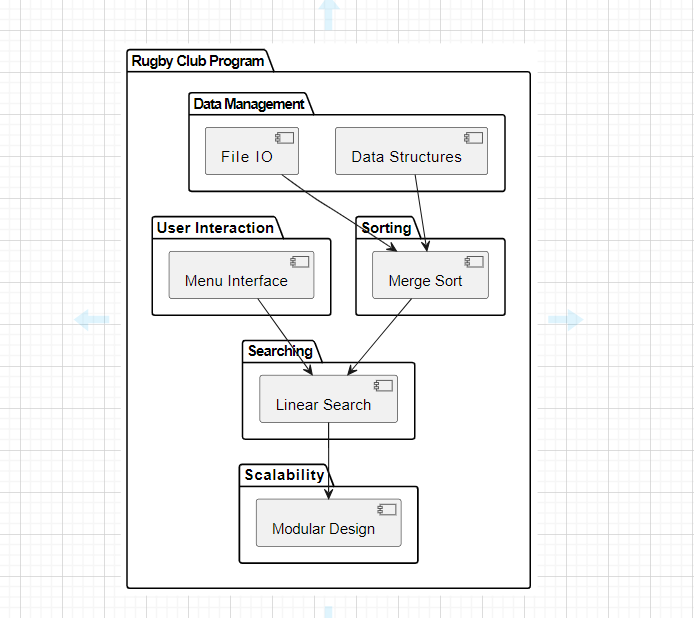 Rugby Club Program
Data Management
File IO
Data Structures
User Interaction
Sorting
Menu Interface
Merge Sort
Searching
Linear Search
Scalability
Modular Design